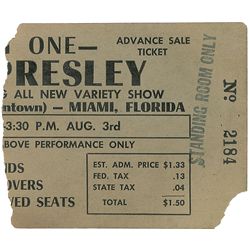 Y ONE—
ADVANCE SALE
TICKET
PRESLEY
G ALL NEW VARIETY SHOW
ntown) — MIAMI, FLORIDA
3:30 P.M. AUG. 3rd
ABOVE PERFORMANCE ONLY
NDS
OVERS
VED SEATS
EST. ADM. PRICE $1.33
FED. TAX .13
STATE TAX .04
TOTAL $1.50
STANDING ROOM ONLY
No 2184